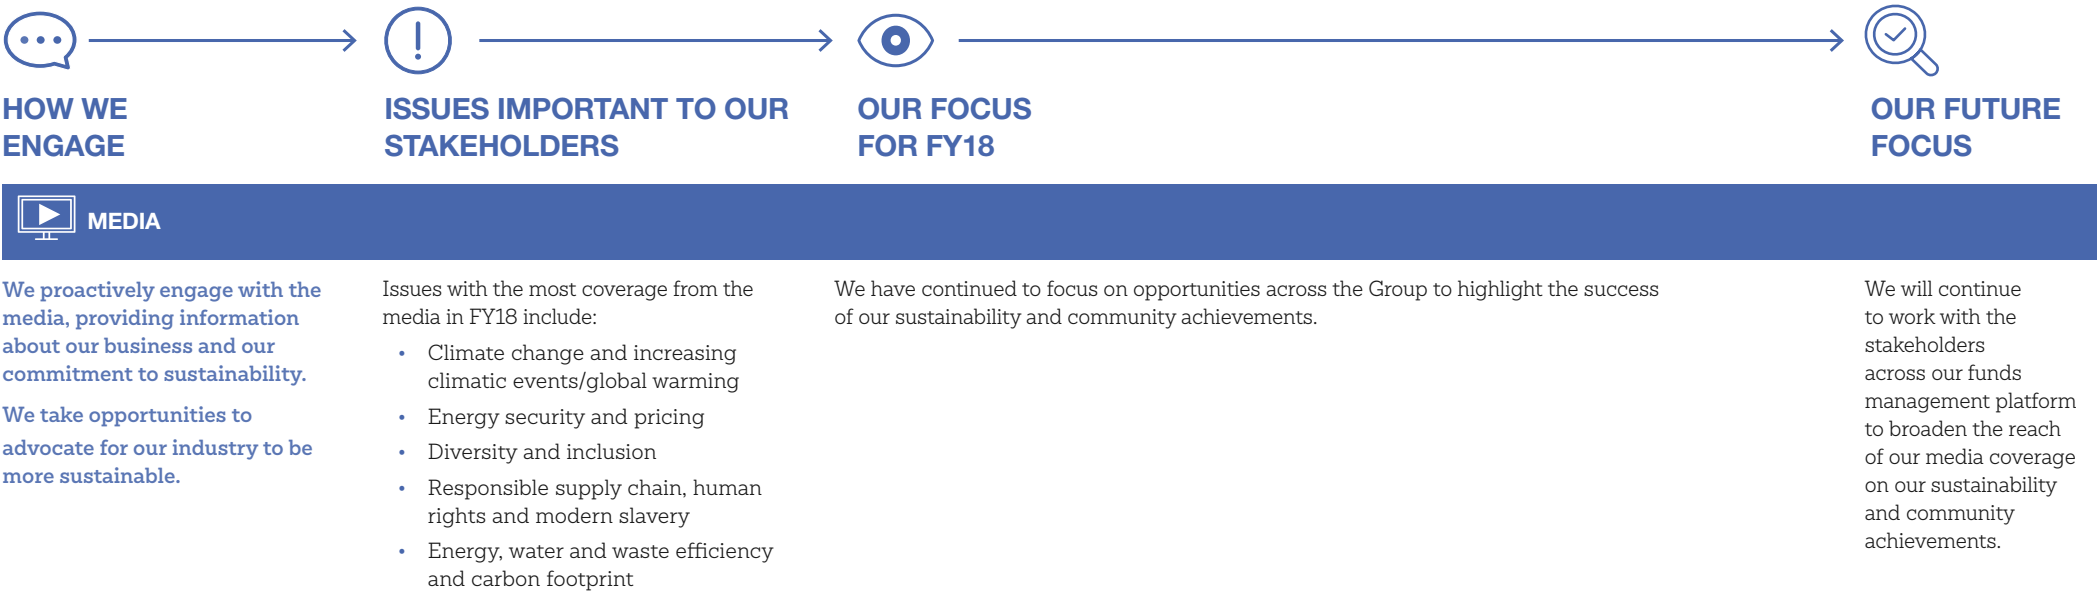 HOW WE
ENGAGE
ISSUES IMPORTANT TO OUR
STAKEHOLDERS
OUR FOCUS
FOR FY18
OUR FUTURE
FOCUS
MEDIA
We proactively engage with the
media, providing information
about our business and our
commitment to sustainability.
We take opportunities to
advocate for our industry to be
more sustainable.
Issues with the most coverage from the
media in FY18 include:
• Climate change and increasing
climatic events/global warming
• Energy security and pricing
• Diversity and inclusion
• Responsible supply chain, human
rights and modern slavery
• Energy, water and waste efficiency
and carbon footprint
We have continued to focus on opportunities across the Group to highlight the success
of our sustainability and community achievements.
We will continue
to work with the
stakeholders
across our funds
management platform
to broaden the reach
of our media coverage
on our sustainability
and community
achievements.